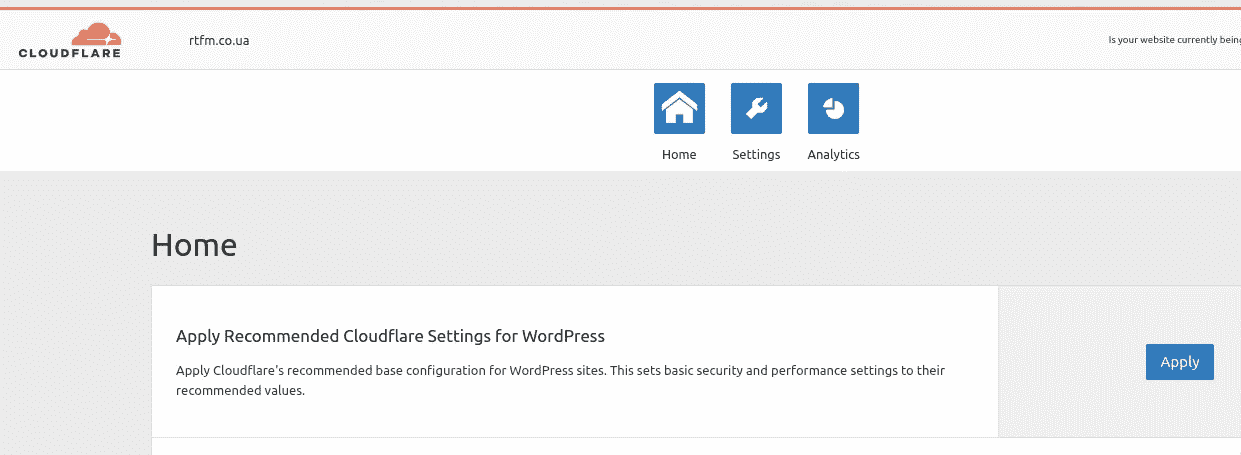 CLOUDFLARE
rtfm.co.ua
Is your website currently being
Home
Settings
Analytics
Home
Apply Recommended Cloudflare Settings for WordPress
Apply Cloudflare's recommended base configuration for WordPress sites. This sets basic security and performance settings to their
recommended values.
Apply